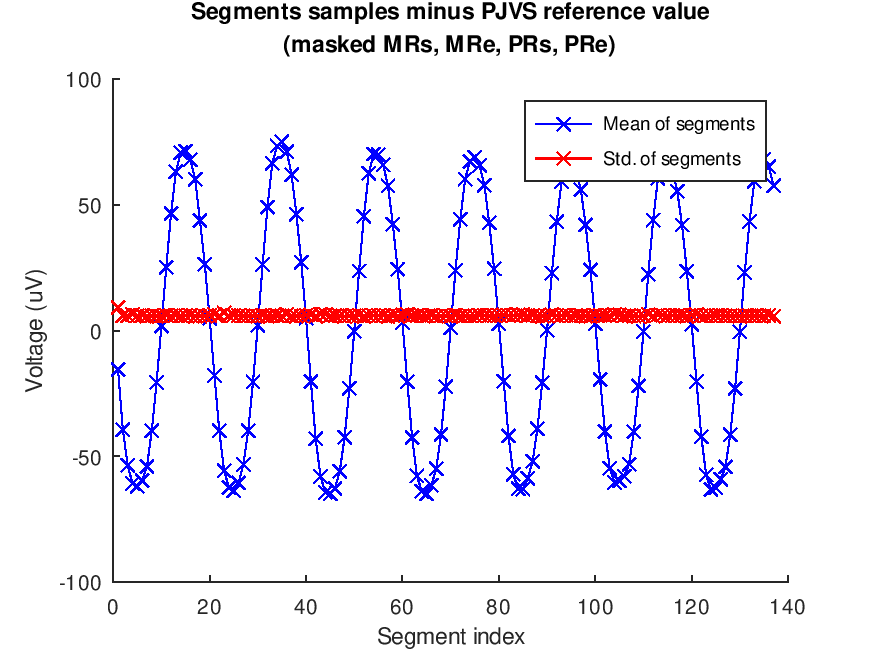 Segments samples minus PJVS reference value
(masked MRs, MRe, PRs, PRe)
100
50
0
-50
-100
Voltage (uV)
Mean of segments
Std. of segments
0
20
40
60
80
100
120
140
Segment index